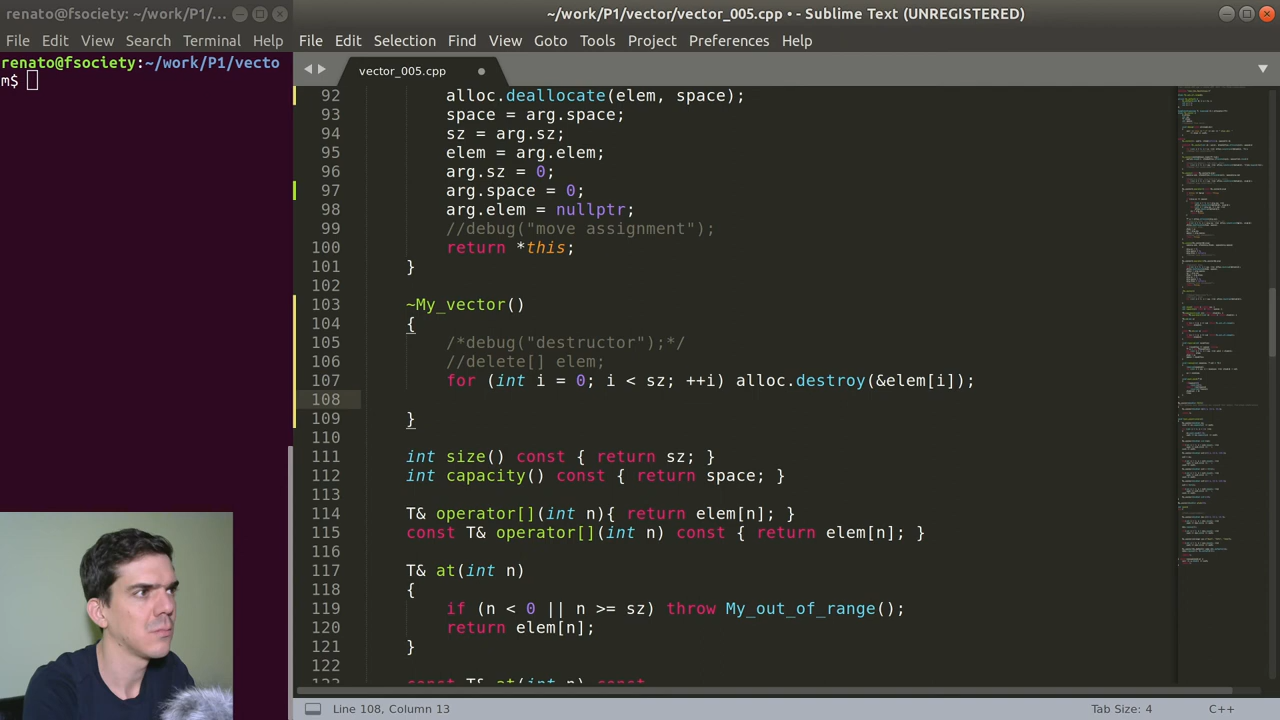 renato@fsociety: ~/work/P1/...
File Edit View Search Terminal Help
renato@fsociety:~/work/P1/vecto
m$
~/work/P1/vector/vector_005.cpp • - Sublime Text (UNREGISTERED)
File Edit Selection Find View Goto Tools Project Preferences Help
vector_005.cpp
92 alloc.deallocate(elem, space);
93 space = arg.space;
94 sz = arg.sz;
95 elem = arg.elem;
96 arg.sz = 0;
97 arg.space = 0;
98 arg.elem = nullptr;
99 //debug("move assignment");
100 return *this;
101 }
102
103 ~My_vector()
104 {
105 /*debug("destructor");*/
106 //delete[] elem;
107 for (int i = 0; i < sz; ++i) alloc.destroy(&elem[i]);
108
109 }
110
111 int size() const { return sz; }
112 int capacity() const { return space; }
113
114 T& operator[](int n){ return elem[n]; }
115 const T& operator[](int n) const { return elem[n]; }
116
117 T& at(int n)
118 {
119 if (n < 0 || n >= sz) throw My_out_of_range();
120 return elem[n];
121 }
122
123 const T& at(int n) const
Line 108, Column 13
Tab Size: 4
C++